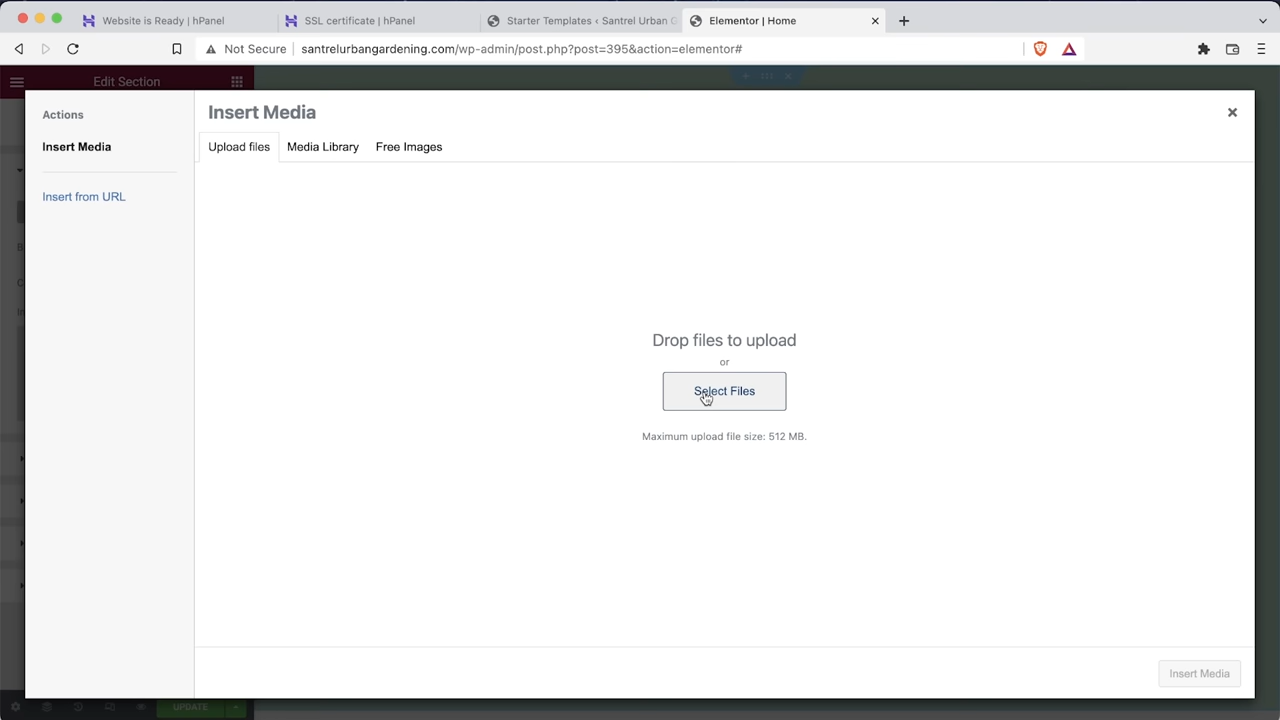 Website is Ready | hPanel
SSL certificate | hPanel
Starter Templates ‹ Santrel Urban G
Elementor | Home
Not Secure
santrelurbangardening.com/wp-admin/post.php?post=395&action=elementor#
Edit Section
Actions
Insert Media
Insert from URL
Insert Media
Upload files
Media Library
Free Images
Drop files to upload
or
Select Files
Maximum upload file size: 512 MB.
Insert Media
UPDATE